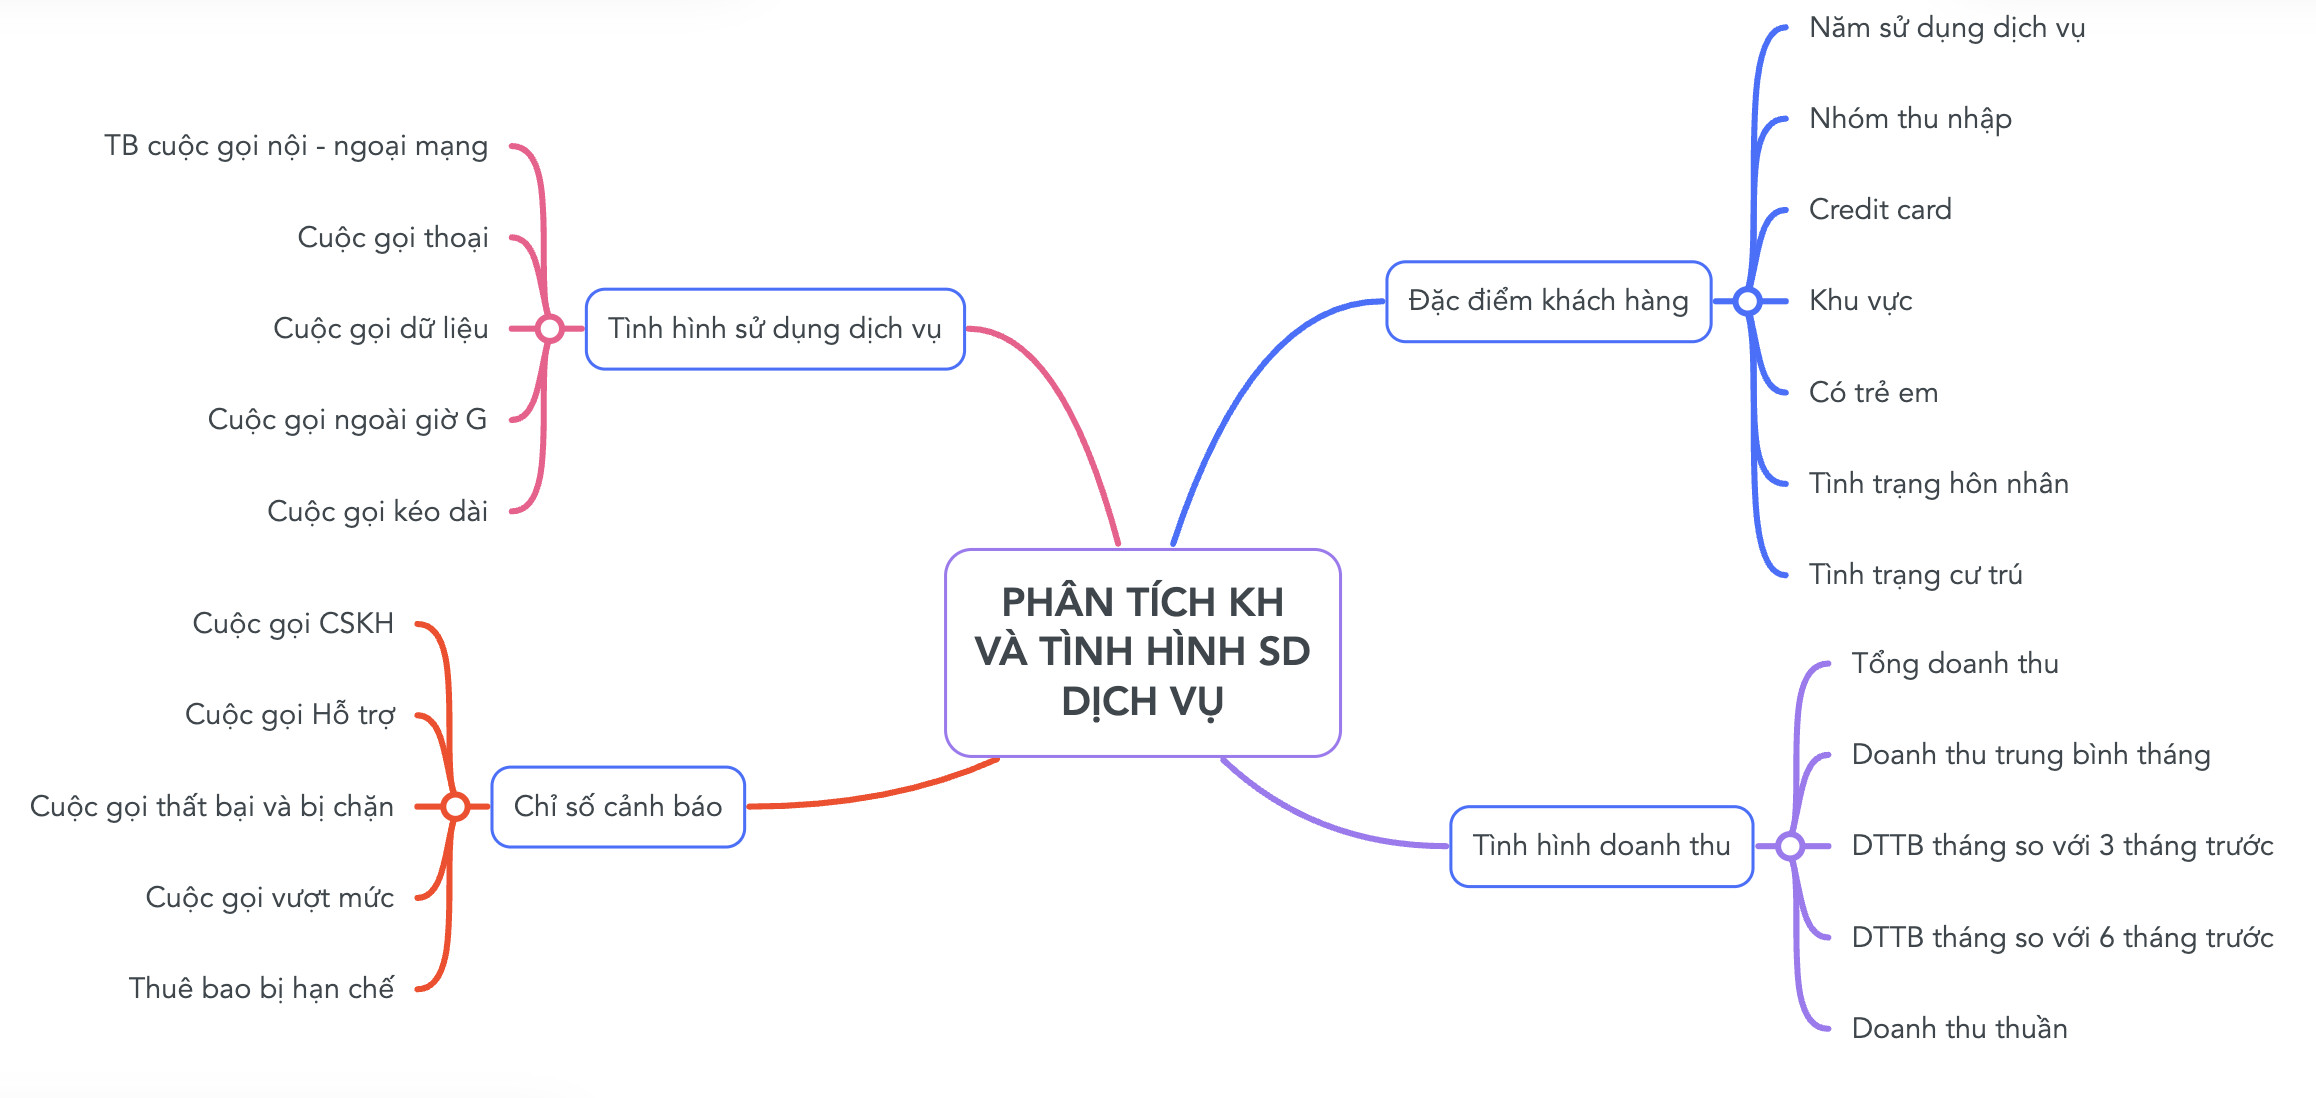 PHÂN TÍCH KH
VÀ TÌNH HÌNH SD
DỊCH VỤ
Tình hình sử dụng dịch vụ
TB cuộc gọi nội - ngoại mạng
Cuộc gọi thoại
Cuộc gọi dữ liệu
Cuộc gọi ngoài giờ G
Cuộc gọi kéo dài
Chỉ số cảnh báo
Cuộc gọi CSKH
Cuộc gọi Hỗ trợ
Cuộc gọi thất bại và bị chặn
Cuộc gọi vượt mức
Thuê bao bị hạn chế
Đặc điểm khách hàng
Năm sử dụng dịch vụ
Nhóm thu nhập
Credit card
Khu vực
Có trẻ em
Tình trạng hôn nhân
Tình trạng cư trú
Tình hình doanh thu
Tổng doanh thu
Doanh thu trung bình tháng
DTTB tháng so với 3 tháng trước
DTTB tháng so với 6 tháng trước
Doanh thu thuần